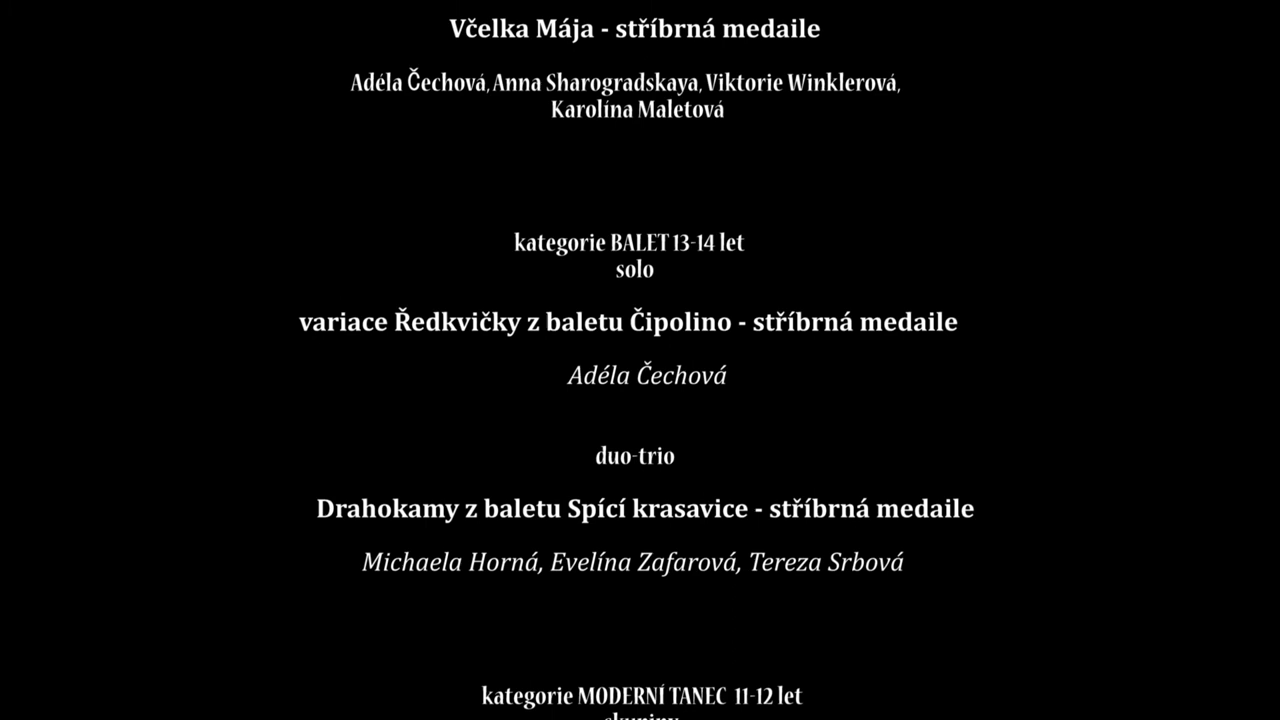 Včelka Mája - stříbrná medaile
Adéla Čechová, Anna Sharogradskaya, Viktorie Winklerová,
Karolína Maletová
kategorie BALET 13-14 let
solo
variace Ředkvičky z baletu Čipolino - stříbrná medaile
Adéla Čechová
duo-trio
Drahokamy z baletu Spící krasavice - stříbrná medaile
Michaela Horná, Evelína Zafarová, Tereza Srbová
kategorie MODERNÍ TANEC 11-12 let